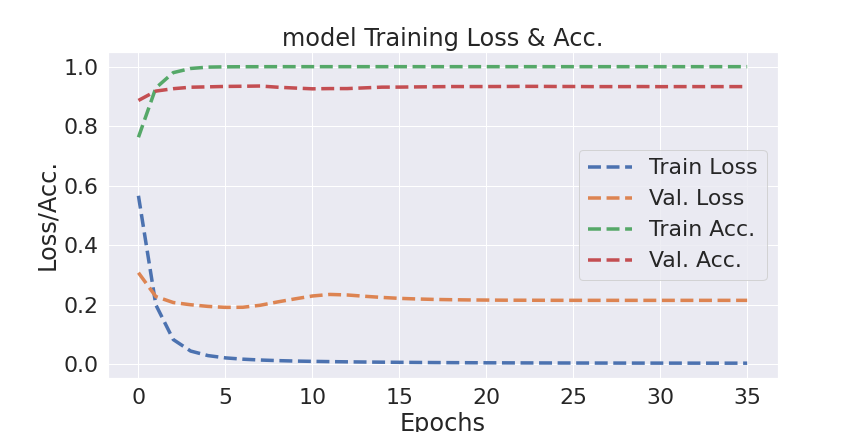 model Training Loss & Acc.
Loss/Acc.
1.0
0.8
0.6
0.4
0.2
0.0
Train Loss
Val. Loss
Train Acc.
Val. Acc.
0 5 10 15 20 25 30 35
Epochs